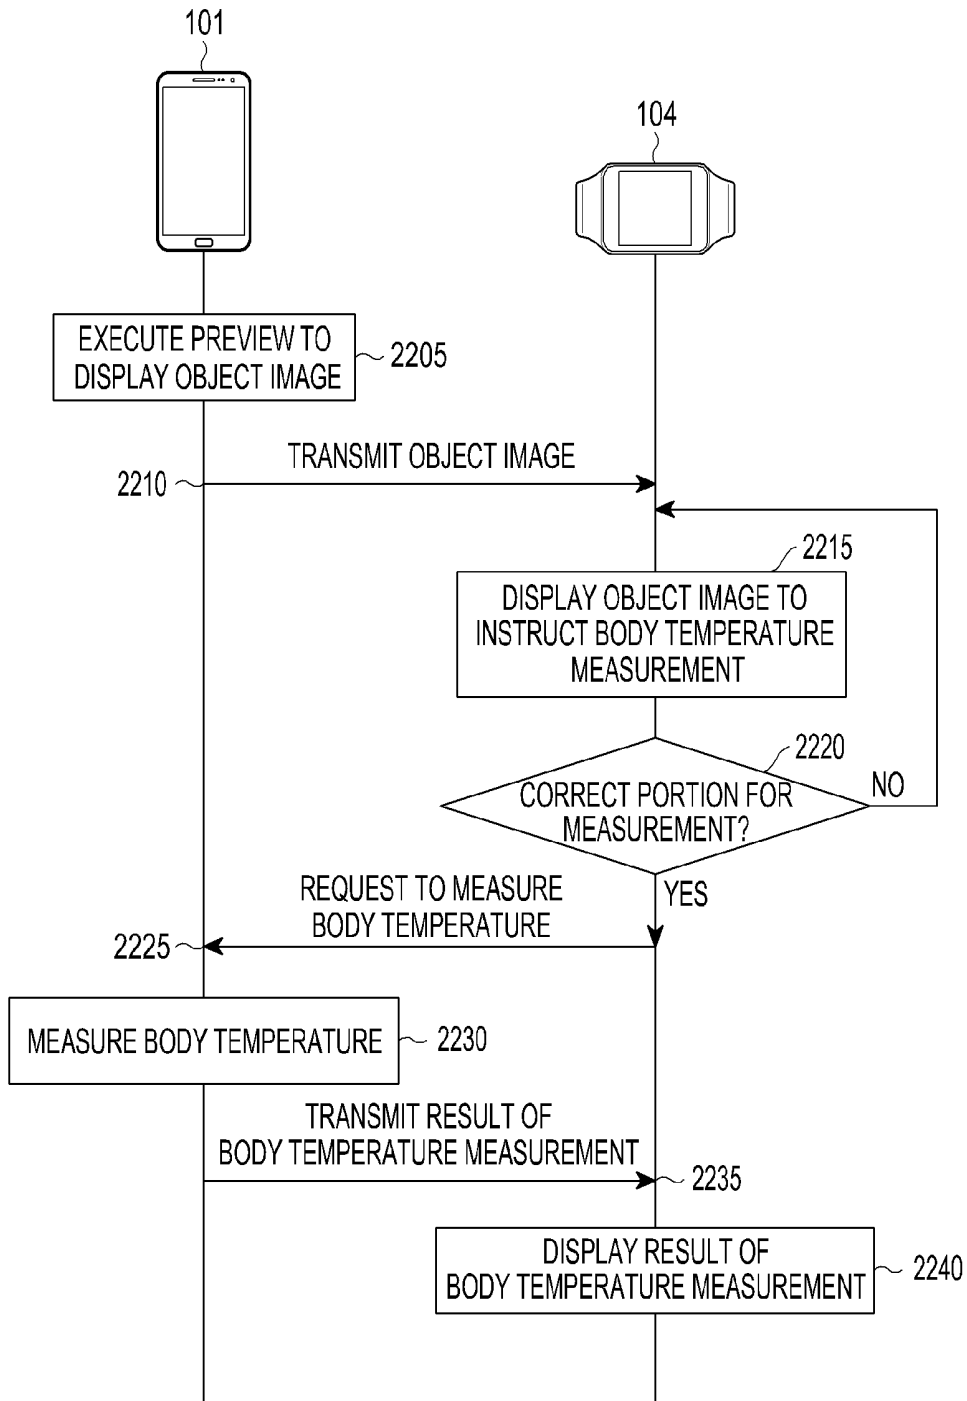 101
104
EXECUTE PREVIEW TO
DISPLAY OBJECT IMAGE
2205
TRANSMIT OBJECT IMAGE
2210
2215
DISPLAY OBJECT IMAGE TO
INSTRUCT BODY TEMPERATURE
MEASUREMENT
2220
CORRECT PORTION FOR
MEASUREMENT?
NO
YES
REQUEST TO MEASURE
BODY TEMPERATURE
2225
MEASURE BODY TEMPERATURE
2230
TRANSMIT RESULT OF
BODY TEMPERATURE MEASUREMENT
2235
DISPLAY RESULT OF
BODY TEMPERATURE MEASUREMENT
2240